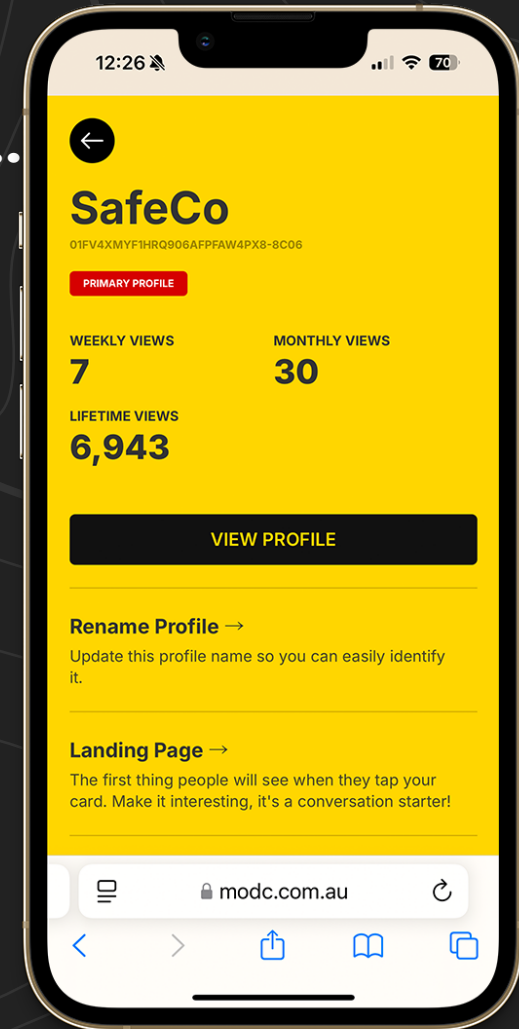 12:26
70
SafeCo
01FV4XMYF1HRQ906AFPFAW4PX8-8C06
PRIMARY PROFILE
WEEKLY VIEWS
7
MONTHLY VIEWS
30
LIFETIME VIEWS
6,943
VIEW PROFILE
Rename Profile →
Update this profile name so you can easily identify
it.
Landing Page →
The first thing people will see when they tap your
card. Make it interesting, it's a conversation starter!
modc.com.au